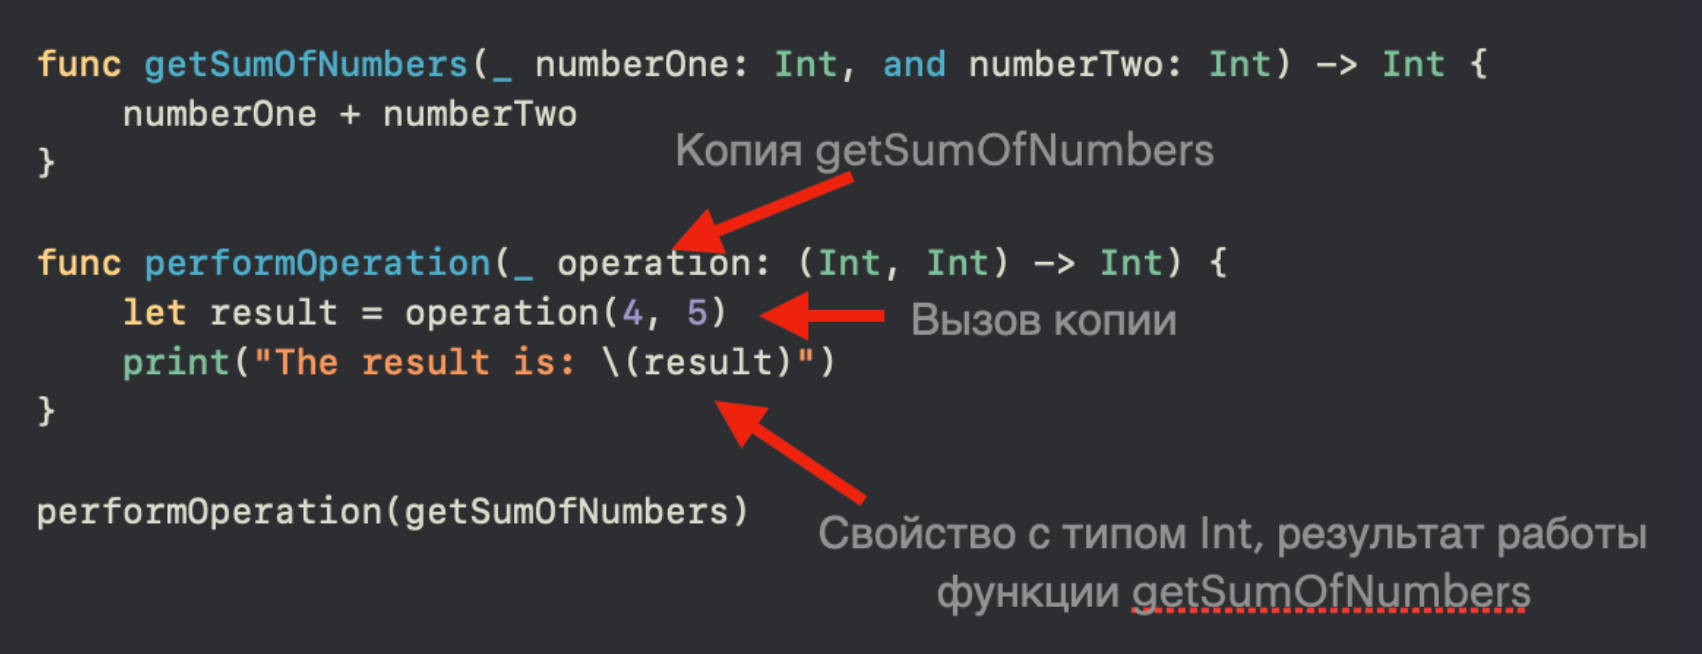 func getSumOfNumbers(_ numberOne: Int, and numberTwo: Int) -> Int {
numberOne + numberTwo
}
Копия getSumOfNumbers
func performOperation(_ operation: (Int, Int) -> Int) {
let result = operation(4, 5)
Вызов копии
print("The result is: \(result)")
}
performOperation(getSumOfNumbers)
Свойство с типом Int, результат работы
функции getSumOfNumbers